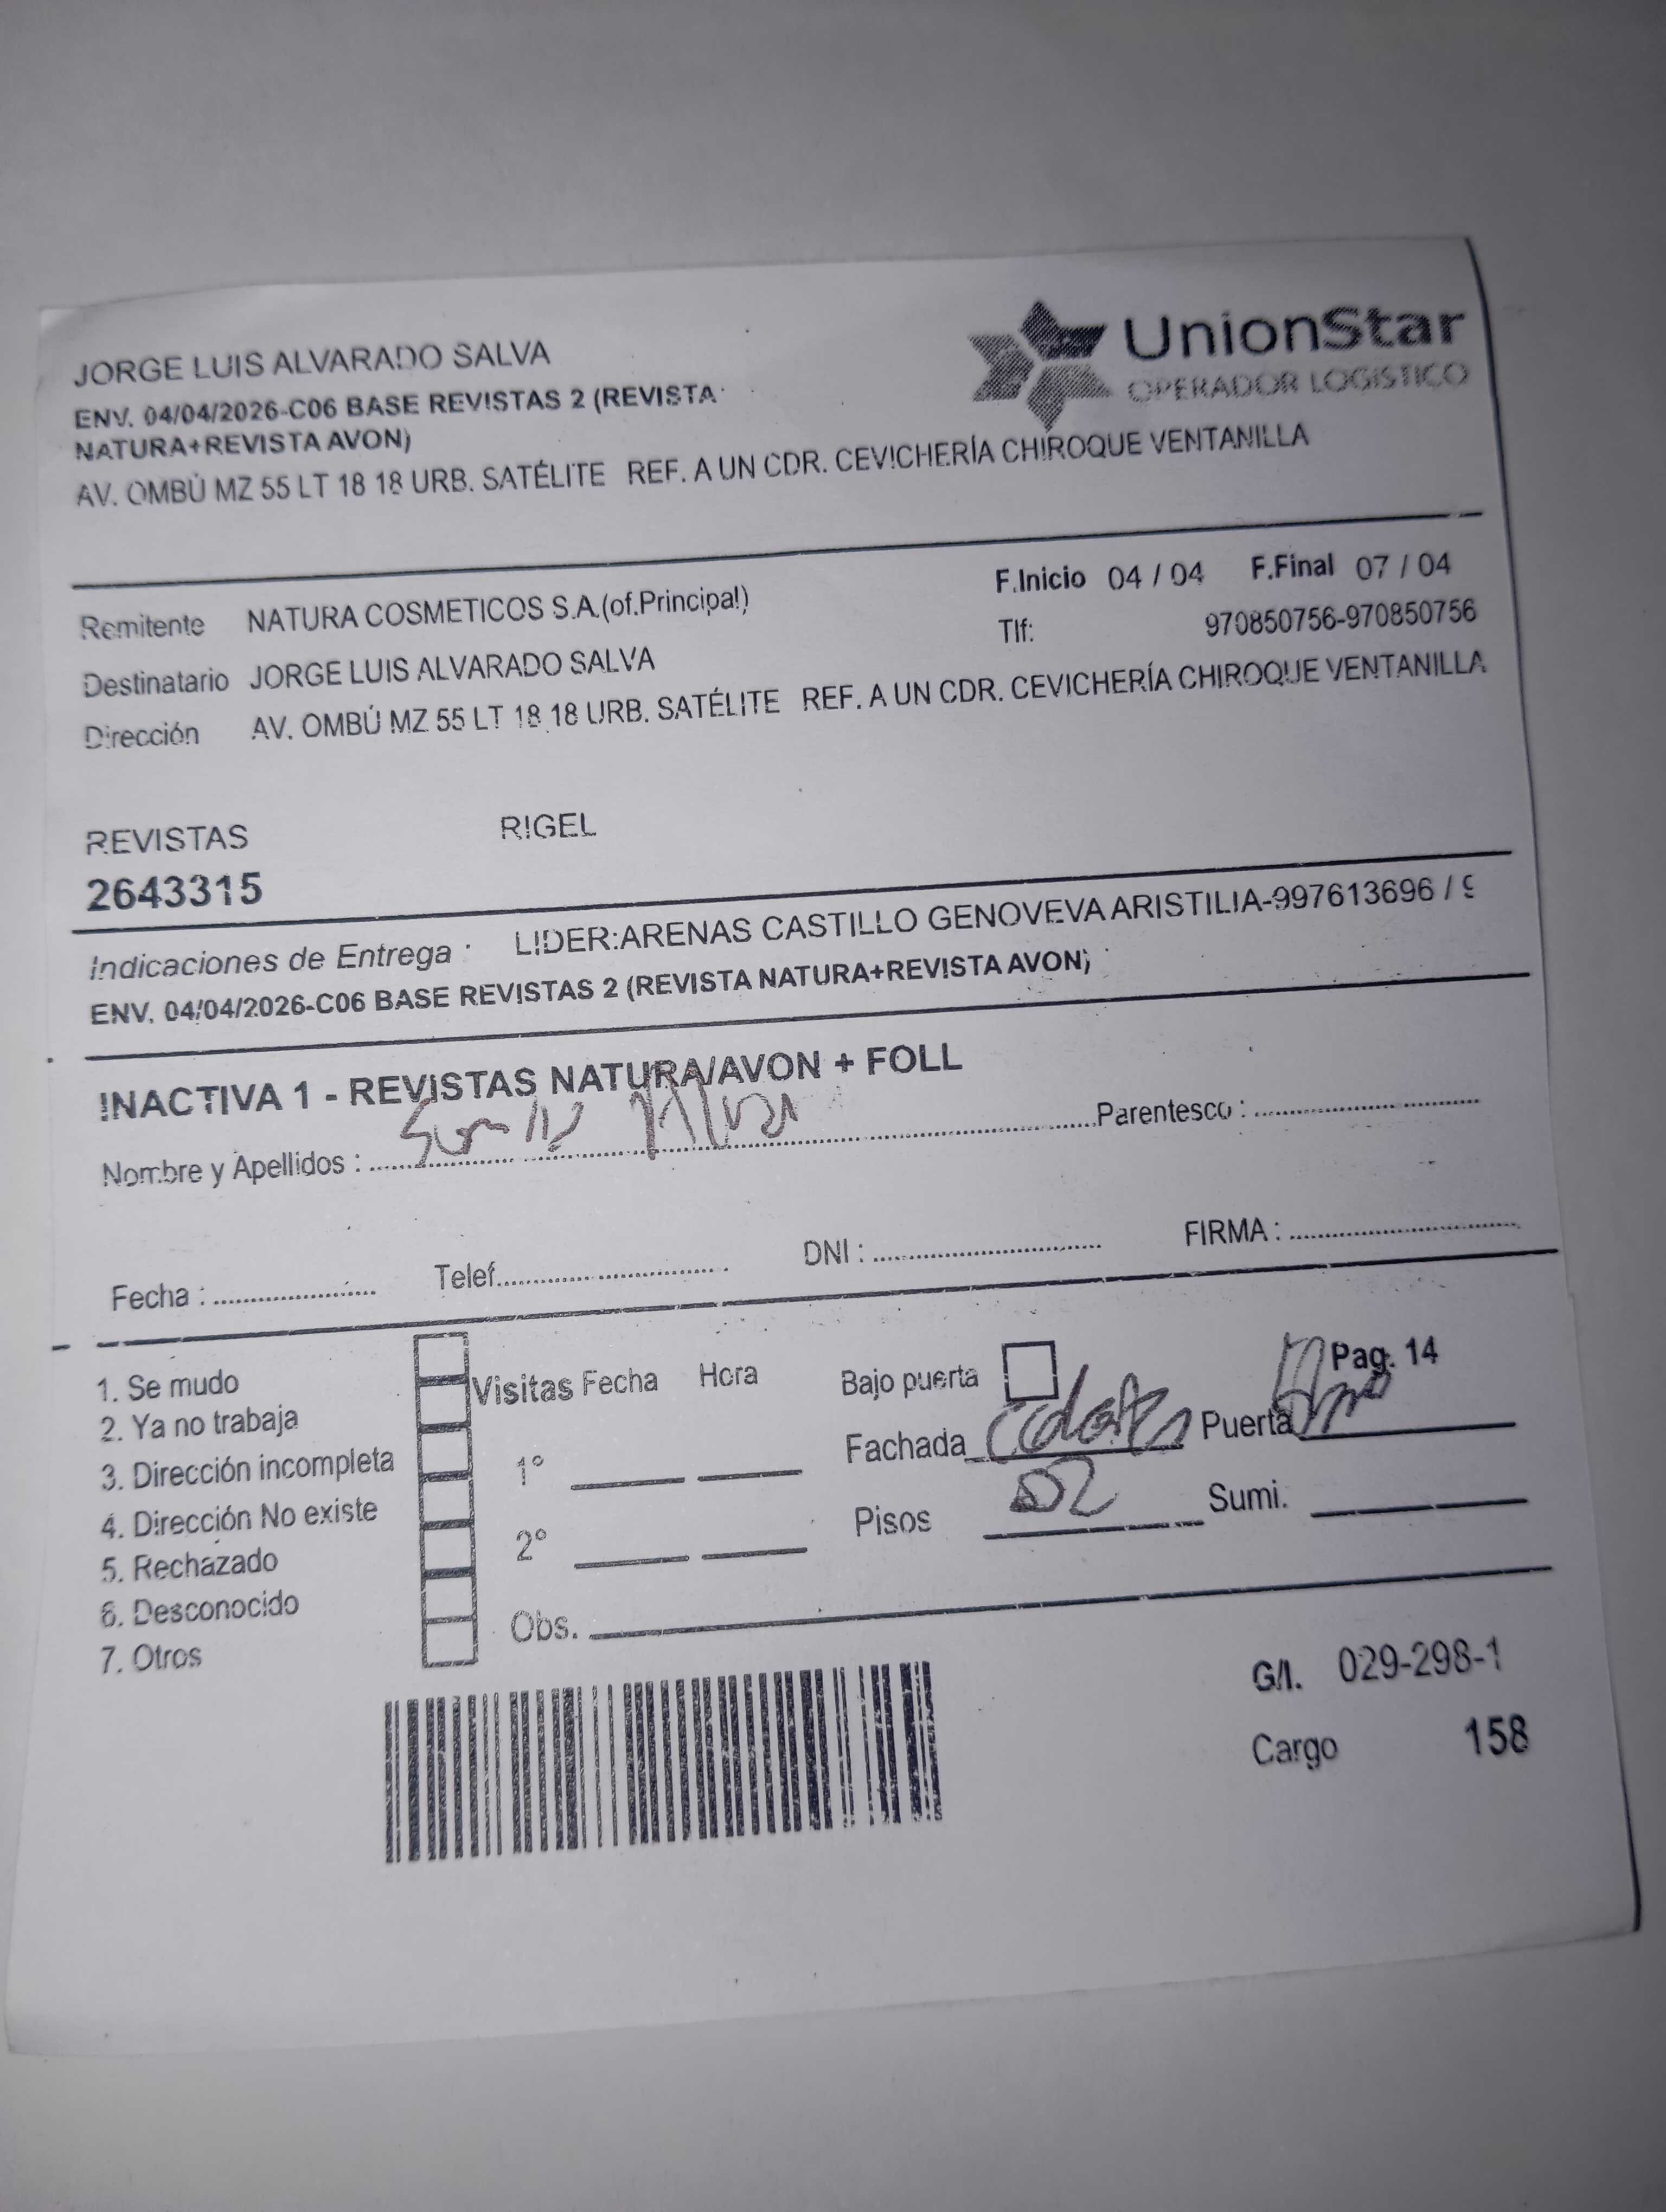 JORGE LUIS ALVARADO SALVA
UnionStar
OPERADOR LOGISTICO
ENV. 04/04/2026-C06 BASE REVISTAS 2 (REVISTA
NATURA+REVISTA AVON)
AV. OMBÚ MZ 55 LT 18 18 URB. SATÉLITE REF. A UN CDR. CEVICHERÍA CHIROQUE VENTANILLA
F.Inicio 04 / 04 F.Final 07 / 04
Remitente NATURA COSMETICOS S.A.(of.Principal)
Tlf: 970850756-970850756
Destinatario JORGE LUIS ALVARADO SALVA
Dirección AV. OMBÚ MZ 55 LT 18 18 URB. SATÉLITE REF. A UN CDR. CEVICHERÍA CHIROQUE VENTANILLA
REVISTAS RIGEL
2643315
Indicaciones de Entrega : LIDER:ARENAS CASTILLO GENOVEVA ARISTILIA-997613696 / 9
ENV. 04/04/2026-C06 BASE REVISTAS 2 (REVISTA NATURA+REVISTA AVON)
INACTIVA 1 - REVISTAS NATURA/AVON + FOLL
Nombre y Apellidos : Parentesco :
Fecha : Telef. DNI : FIRMA :
Pag. 14
1. Se mudo
2. Ya no trabaja
3. Dirección incompleta
4. Dirección No existe
5. Rechazado
6. Desconocido
7. Otros
Visitas Fecha Hora
1°
2°
Obs.
Bajo puerta
Fachada Puerta
Pisos 02 Sumi.
G/I. 029-298-1
Cargo 158